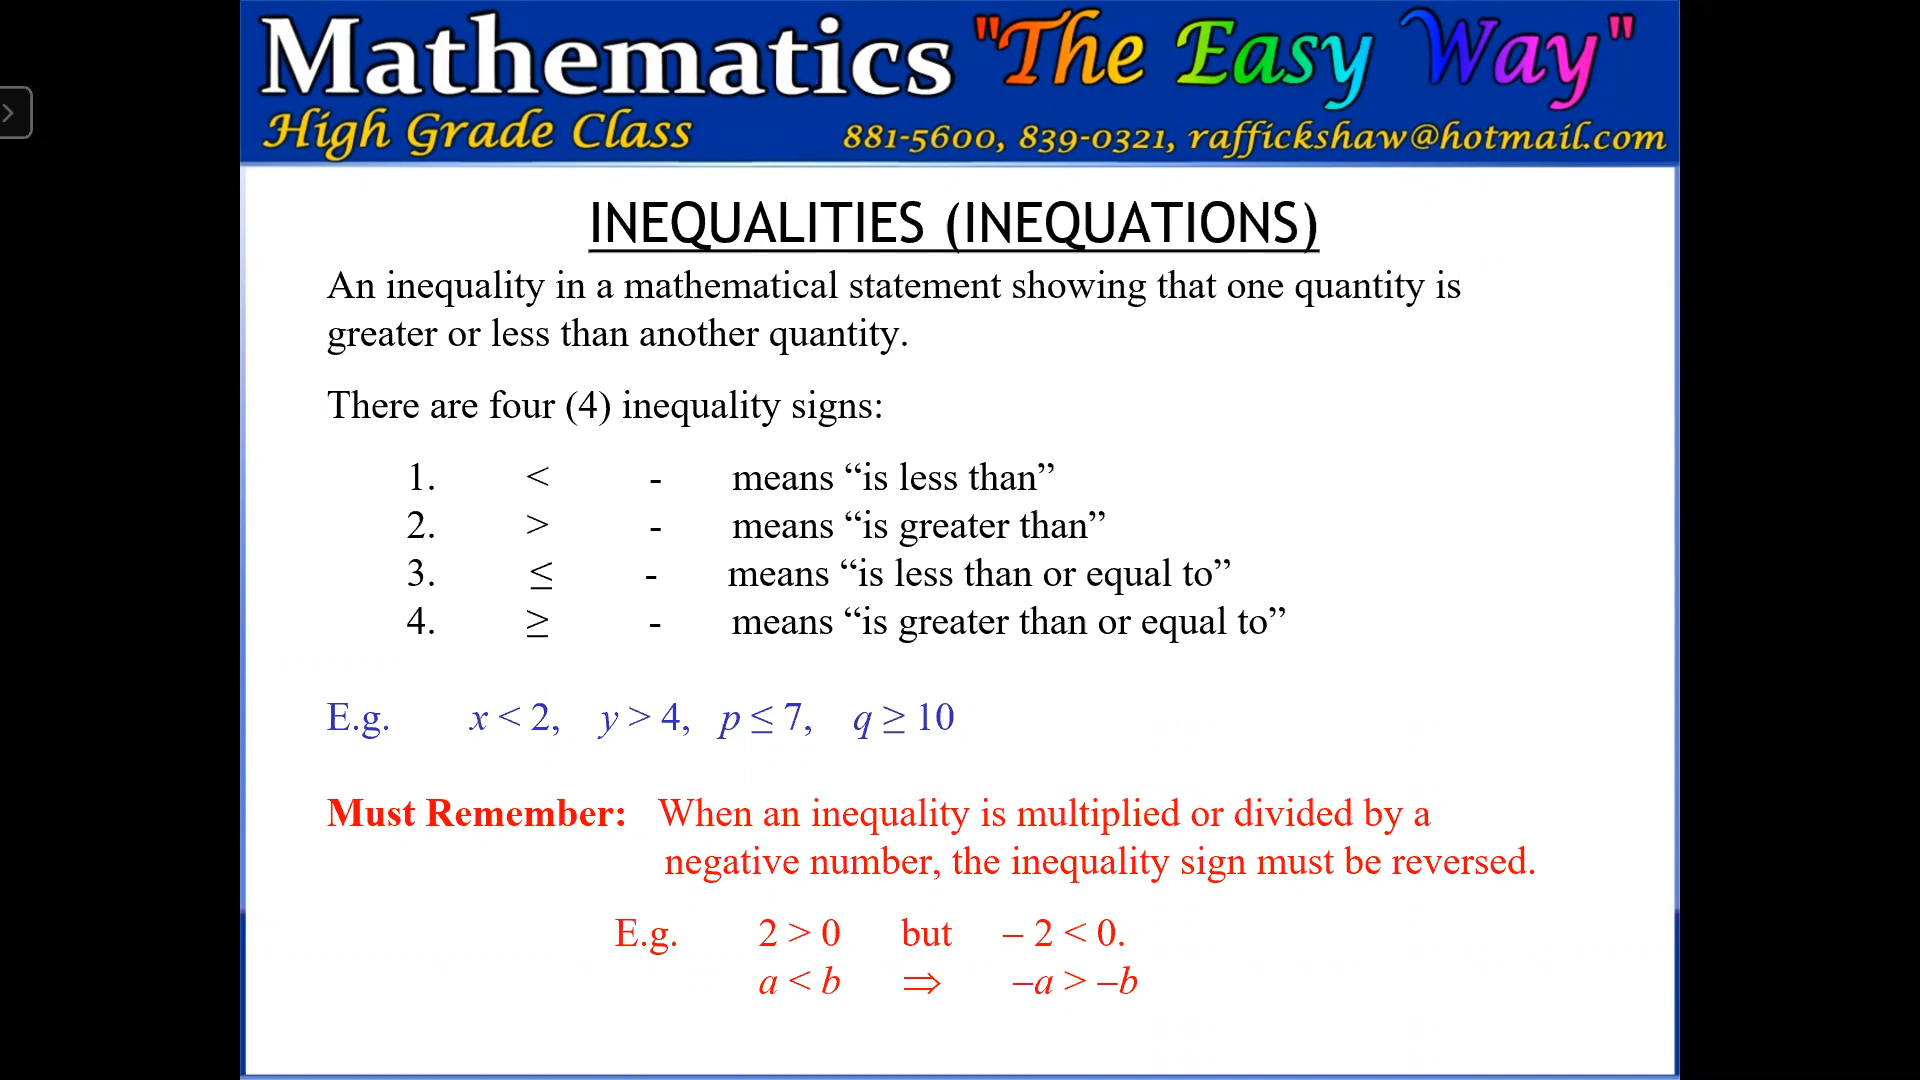 Mathematics "The Easy Way"
High Grade Class 881-5600, 839-0321, raffickshaw@hotmail.com
INEQUALITIES (INEQUATIONS)
An inequality in a mathematical statement showing that one quantity is
greater or less than another quantity.
There are four (4) inequality signs:
1. < - means “is less than”
2. > - means “is greater than”
3. ≤ - means “is less than or equal to”
4. ≥ - means “is greater than or equal to”
E.g. x < 2, y > 4, p ≤ 7, q ≥ 10
Must Remember: When an inequality is multiplied or divided by a
negative number, the inequality sign must be reversed.
E.g. 2 > 0 but – 2 < 0.
a < b ⇒ –a > –b